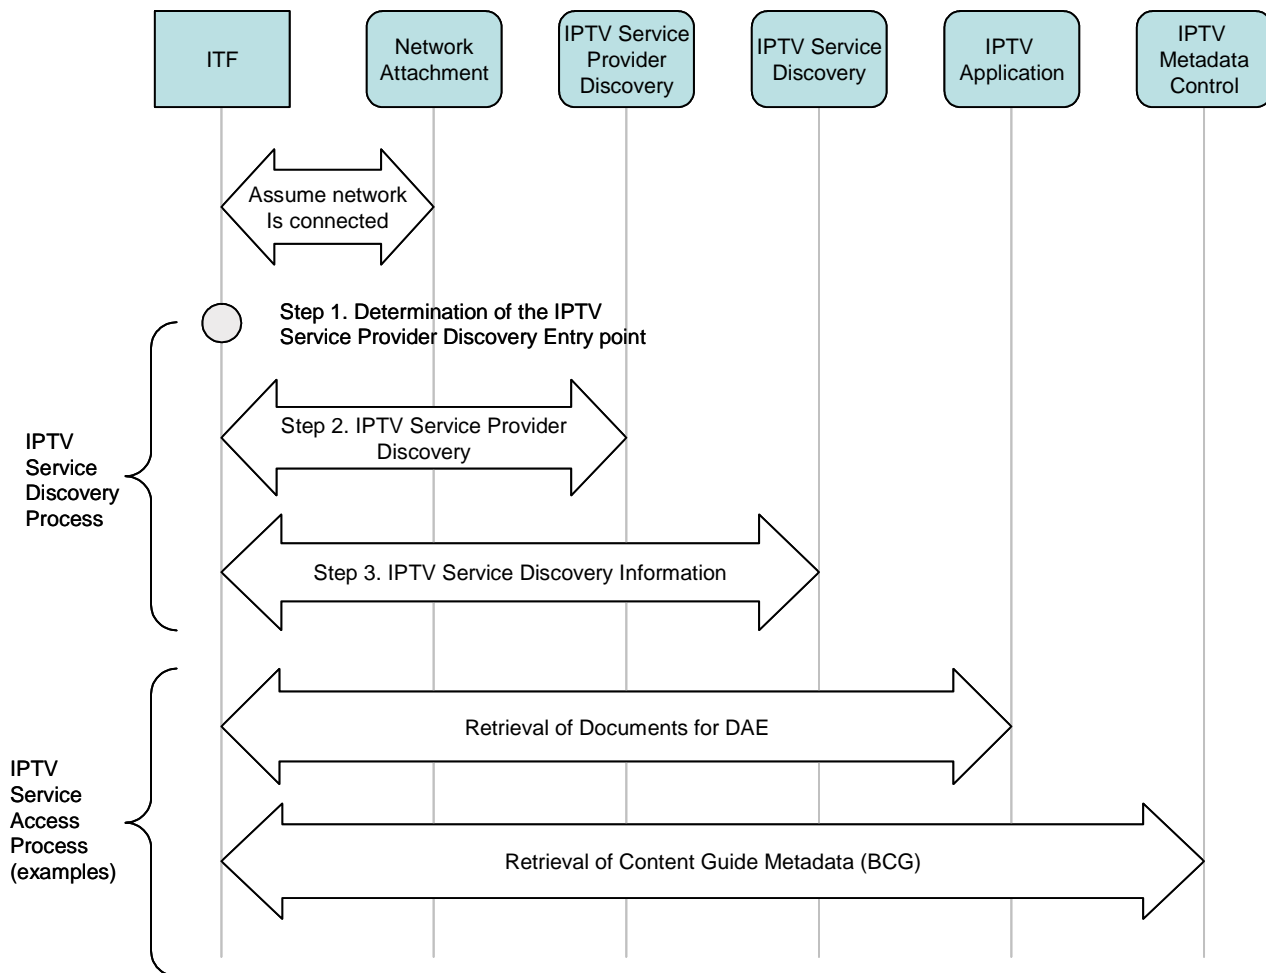 ITF
Network
Attachment
IPTV Service
Provider
Discovery
IPTV Service
Discovery
IPTV
Application
IPTV
Metadata
Control
Assume network
Is connected
Step 1. Determination of the IPTV
Service Provider Discovery Entry point
Step 2. IPTV Service Provider
Discovery
IPTV
Service
Discovery
Process
Step 3. IPTV Service Discovery Information
Retrieval of Documents for DAE
IPTV
Service
Access
Process
(examples)
Retrieval of Content Guide Metadata (BCG)